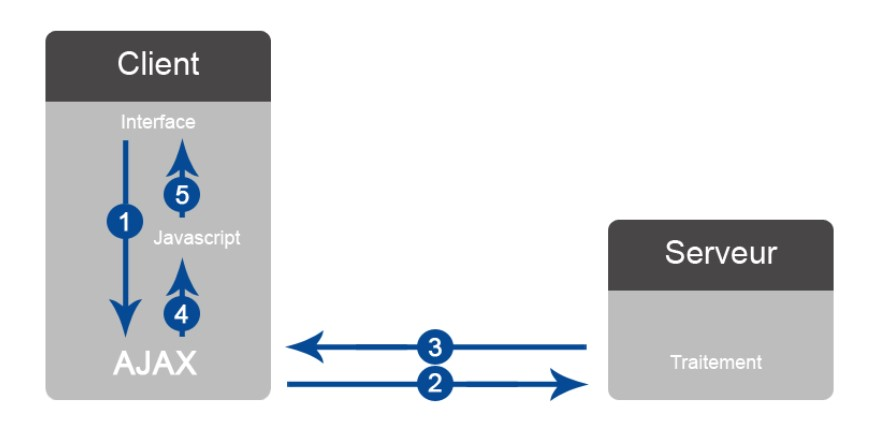 Client
Interface
5
1
Javascript
4
AJAX
Serveur
3
Traitement
2